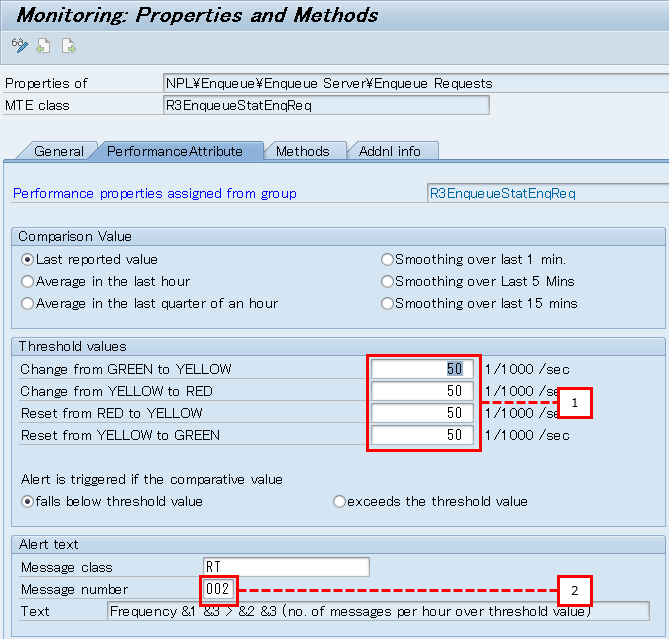 Monitoring: Properties and Methods
Properties of NPL¥Enqueue¥Enqueue Server¥Enqueue Requests
MTE class R3EnqueueStatEnqReq
General PerformanceAttribute Methods Addnl info
Performance properties assigned from group R3EnqueueStatEnqReq
Comparison Value
Last reported value Smoothing over last 1 min.
Average in the last hour Smoothing over Last 5 Mins
Average in the last quarter of an hour Smoothing over last 15 mins
Threshold values
Change from GREEN to YELLOW 50 1/1000 /sec
Change from YELLOW to RED 50 1/1000 /sec
1
Reset from RED to YELLOW 50 1/1000 /sec
Reset from YELLOW to GREEN 50 1/1000 /sec
Alert is triggered if the comparative value
falls below threshold value exceeds the threshold value
Alert text
Message class RT
Message number 002 2
Text Frequency &1 &3 > &2 &3 (no. of messages per hour over threshold value)